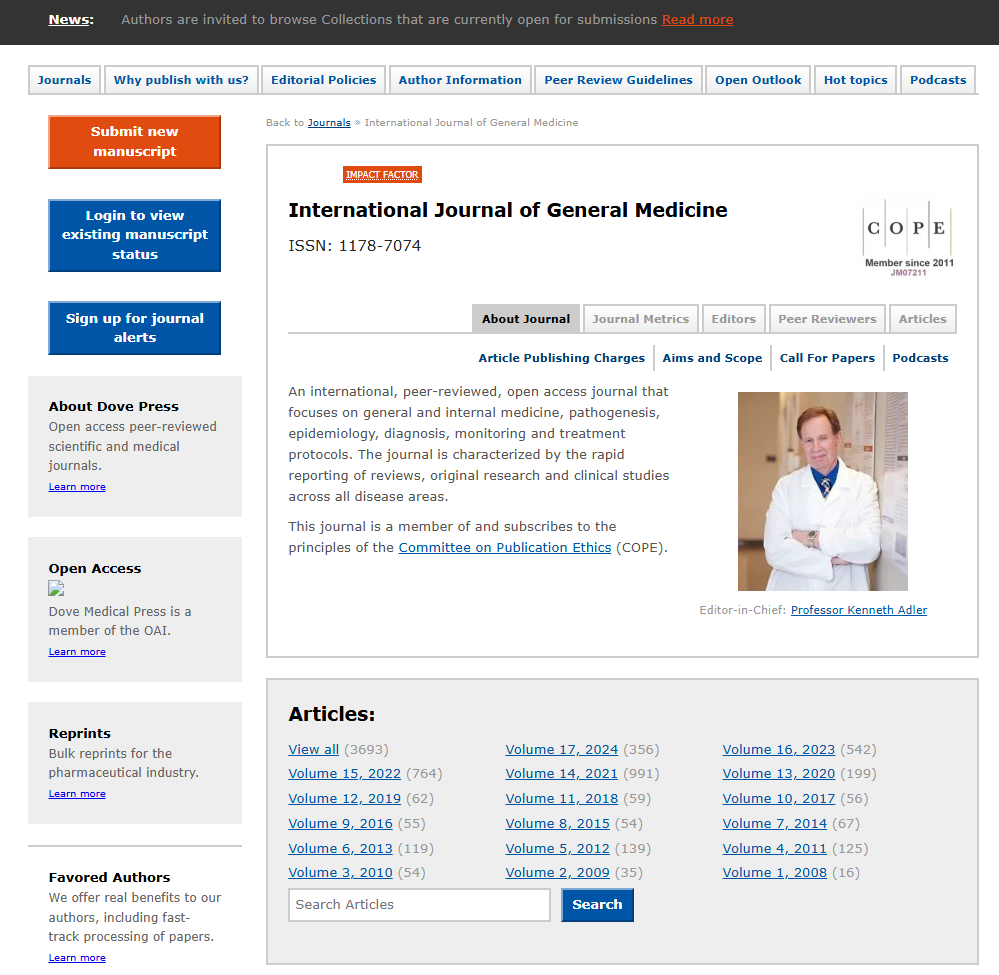 News: Authors are invited to browse Collections that are currently open for submissions Read more
Journals Why publish with us? Editorial Policies Author Information Peer Review Guidelines Open Outlook Hot topics Podcasts
Submit new
manuscript
Login to view
existing manuscript
status
Sign up for journal
alerts
About Dove Press
Open access peer-reviewed
scientific and medical
journals.
Learn more
Open Access
Dove Medical Press is a
member of the OAI.
Learn more
Reprints
Bulk reprints for the
pharmaceutical industry.
Learn more
Favored Authors
We offer real benefits to our
authors, including fast-
track processing of papers.
Learn more
Back to Journals » International Journal of General Medicine
IMPACT FACTOR
International Journal of General Medicine
ISSN: 1178-7074
C O P E
Member since 2011
JM07211
About Journal Journal Metrics Editors Peer Reviewers Articles
Article Publishing Charges Aims and Scope Call For Papers Podcasts
An international, peer-reviewed, open access journal that
focuses on general and internal medicine, pathogenesis,
epidemiology, diagnosis, monitoring and treatment
protocols. The journal is characterized by the rapid
reporting of reviews, original research and clinical studies
across all disease areas.
This journal is a member of and subscribes to the
principles of the Committee on Publication Ethics (COPE).
Editor-in-Chief: Professor Kenneth Adler
Articles:
View all (3693) Volume 17, 2024 (356) Volume 16, 2023 (542)
Volume 15, 2022 (764) Volume 14, 2021 (991) Volume 13, 2020 (199)
Volume 12, 2019 (62) Volume 11, 2018 (59) Volume 10, 2017 (56)
Volume 9, 2016 (55) Volume 8, 2015 (54) Volume 7, 2014 (67)
Volume 6, 2013 (119) Volume 5, 2012 (139) Volume 4, 2011 (125)
Volume 3, 2010 (54) Volume 2, 2009 (35) Volume 1, 2008 (16)
Search Articles Search